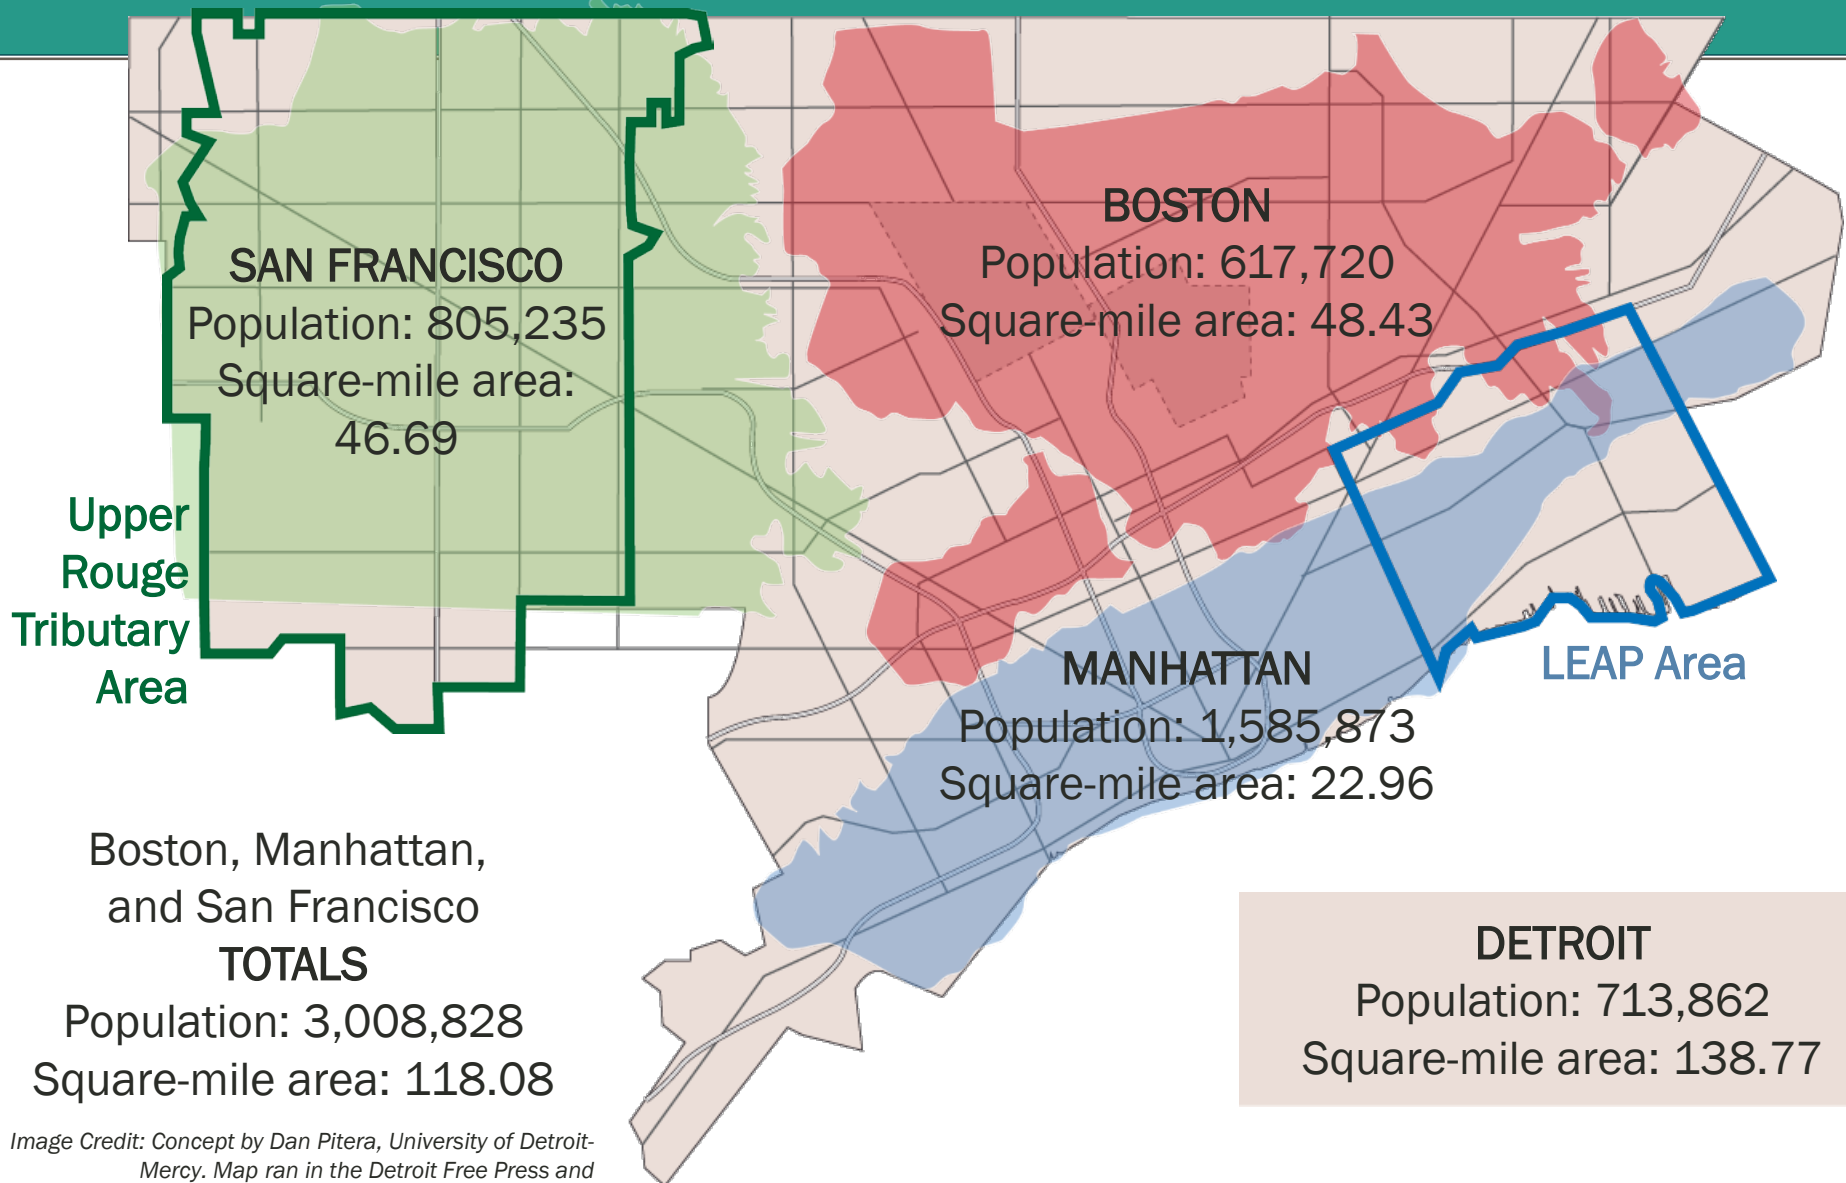 SAN FRANCISCO
Population: 805,235
Square-mile area:
46.69
BOSTON
Population: 617,720
Square-mile area: 48.43
Upper
Rouge
Tributary
Area
MANHATTAN
Population: 1,585,873
Square-mile area: 22.96
LEAP Area
Boston, Manhattan,
and San Francisco
TOTALS
Population: 3,008,828
Square-mile area: 118.08
DETROIT
Population: 713,862
Square-mile area: 138.77
Image Credit: Concept by Dan Pitera, University of Detroit-
Mercy. Map ran in the Detroit Free Press and